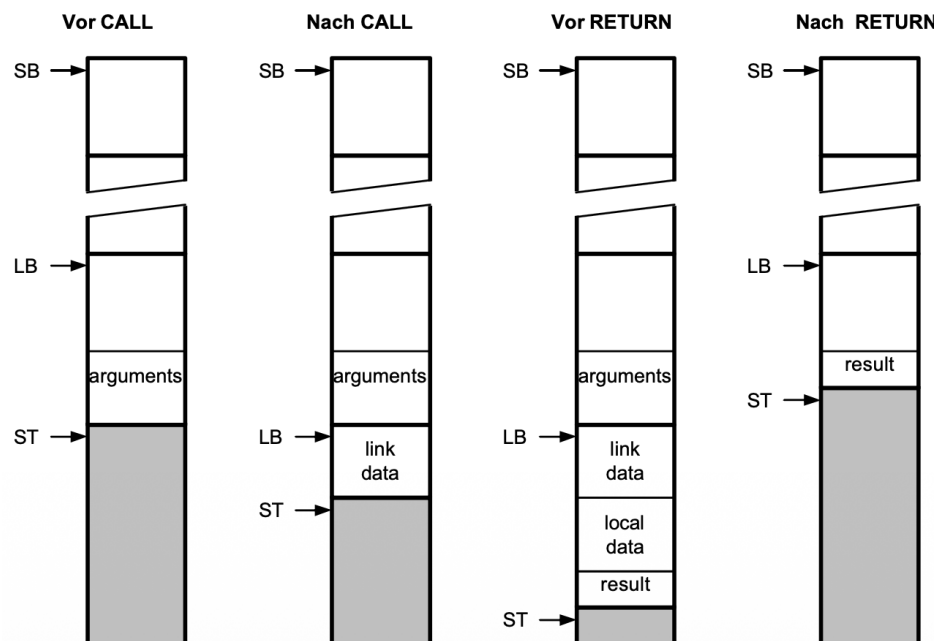 Vor CALL
Nach CALL
Vor RETURN
Nach RETURN
SB
SB
SB
SB
LB
LB
arguments
arguments
arguments
result
ST
LB
LB
ST
link
data
link
data
ST
local
data
result
ST